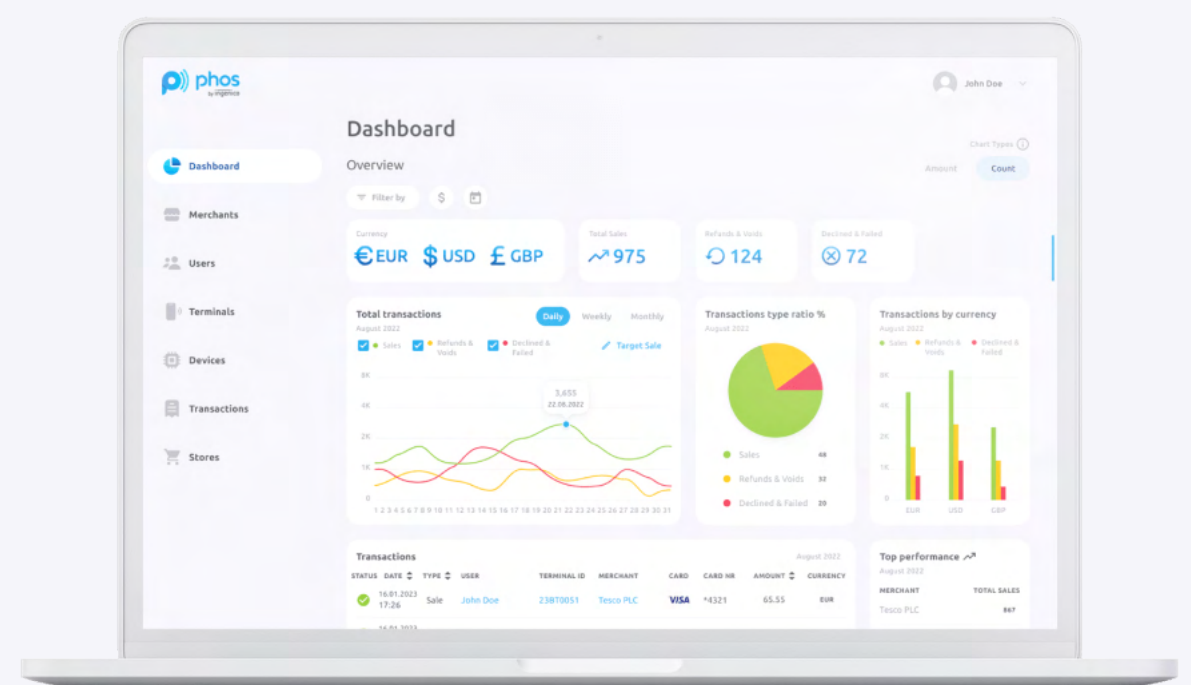 phos
by ingenico
John Doe
Dashboard
Chart Types
Overview
Amount
Count
Dashboard
Merchants
Users
Terminals
Devices
Transactions
Stores
Filter by
$
Currency
€ EUR $ USD £ GBP
Total Sales
975
Refunds & Voids
124
Declined & Failed
72
Total transactions
Daily Weekly Monthly
August 2022
Sales
Refunds & Voids
Declined & Failed
Target Sale
8K
4K
2K
1K
0
3,655
22.08.2022
1 2 3 4 5 6 7 8 9 10 11 12 13 14 15 16 17 18 19 20 21 22 23 24 25 26 27 28 29 30 31
Transactions type ratio %
August 2022
Sales 48
Refunds & Voids 32
Declined & Failed 20
Transactions by currency
August 2022
Sales
Refunds & Voids
Declined & Failed
8K
4K
2K
1K
0
EUR USD GBP
Transactions
August 2022
STATUS DATE TYPE USER TERMINAL ID MERCHANT CARD CARD NR AMOUNT CURRENCY
16.01.2023
17:26
Sale John Doe 23BT0051 Tesco PLC VISA *4321 65.55 EUR
16.01.2023
Top performance
August 2022
MERCHANT TOTAL SALES
Tesco PLC 867